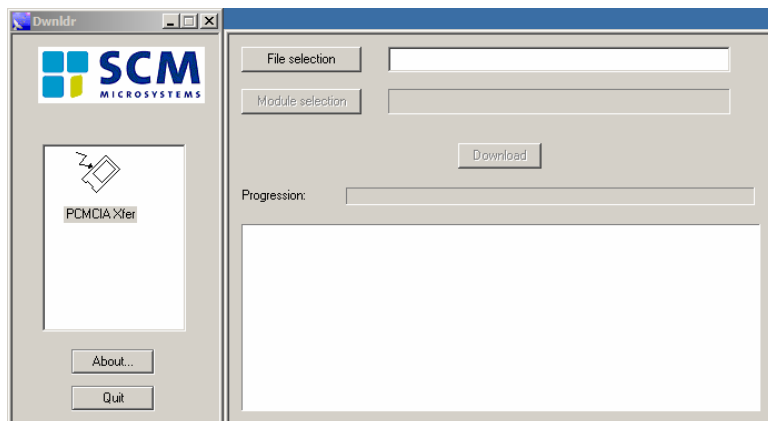 Dwnldr
SCM
MICROSYSTEMS
PCMCIA Xfer
About...
Quit
File selection
Module selection
Download
Progression: